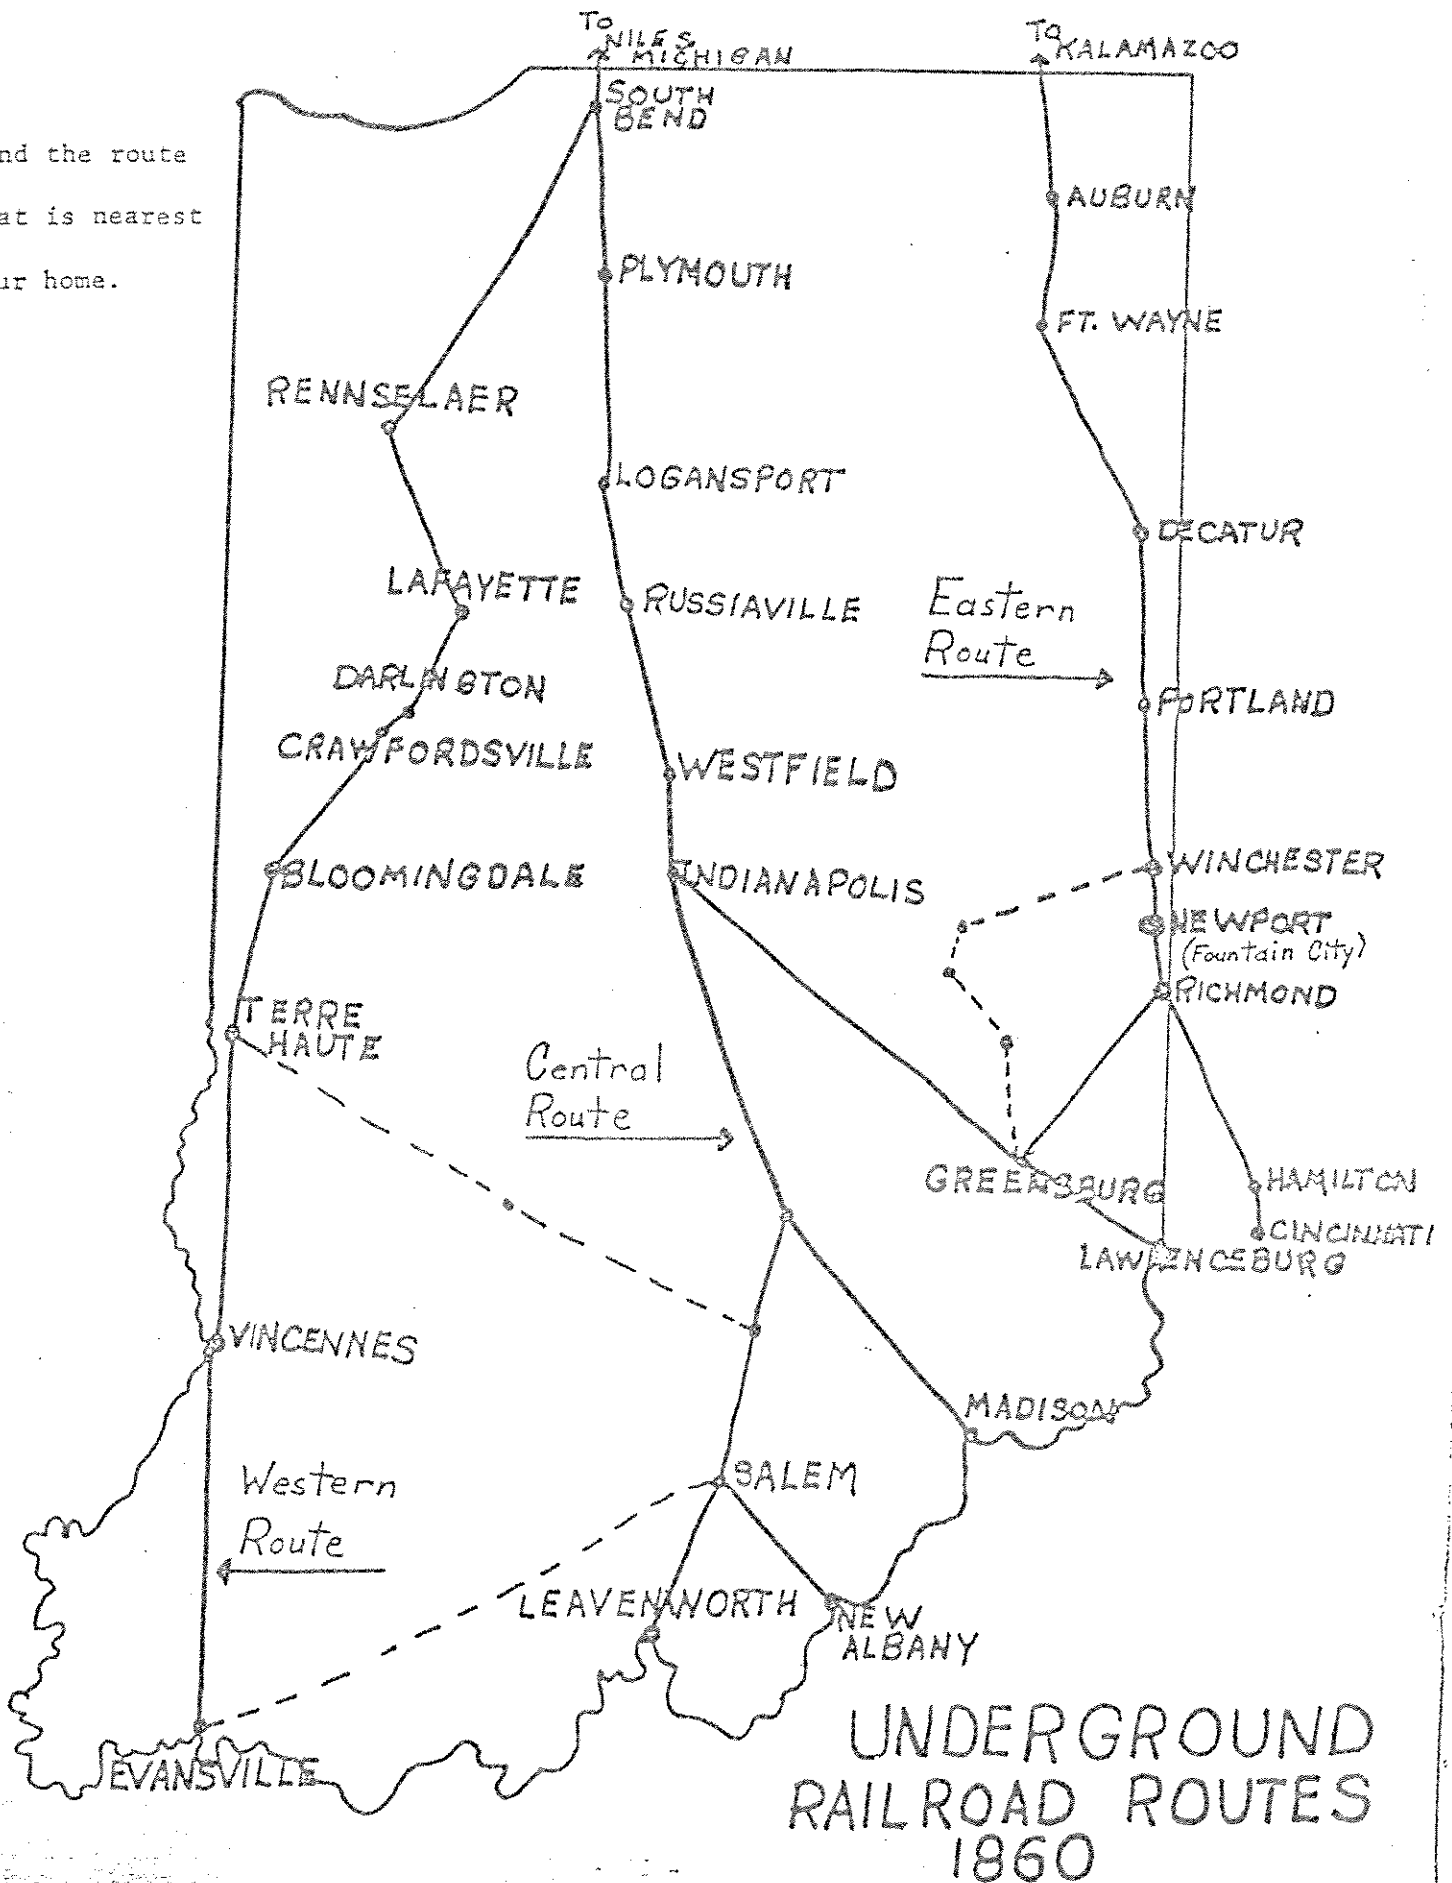 To
NILES
MICHIGAN
To
KALAMAZOO
SOUTH
BEND
nd the route
at is nearest
ur home.
AUBURN
PLYMOUTH
FT. WAYNE
RENNSELAER
LOGANSPORT
DECATUR
LAFAYETTE
RUSSIAVILLE
Eastern
Route
DARLINGTON
PORTLAND
CRAWFORDSVILLE
WESTFIELD
BLOOMINGDALE
INDIANAPOLIS
WINCHESTER
NEWPORT
(Fountain City)
RICHMOND
TERRE
HAUTE
Central
Route
GREENSBURG
HAMILTON
CINCINNATI
LAWRENCEBURG
VINCENNES
MADISON
Western
Route
SALEM
LEAVENWORTH
NEW
ALBANY
EVANSVILLE
UNDERGROUND
RAILROAD ROUTES
1860